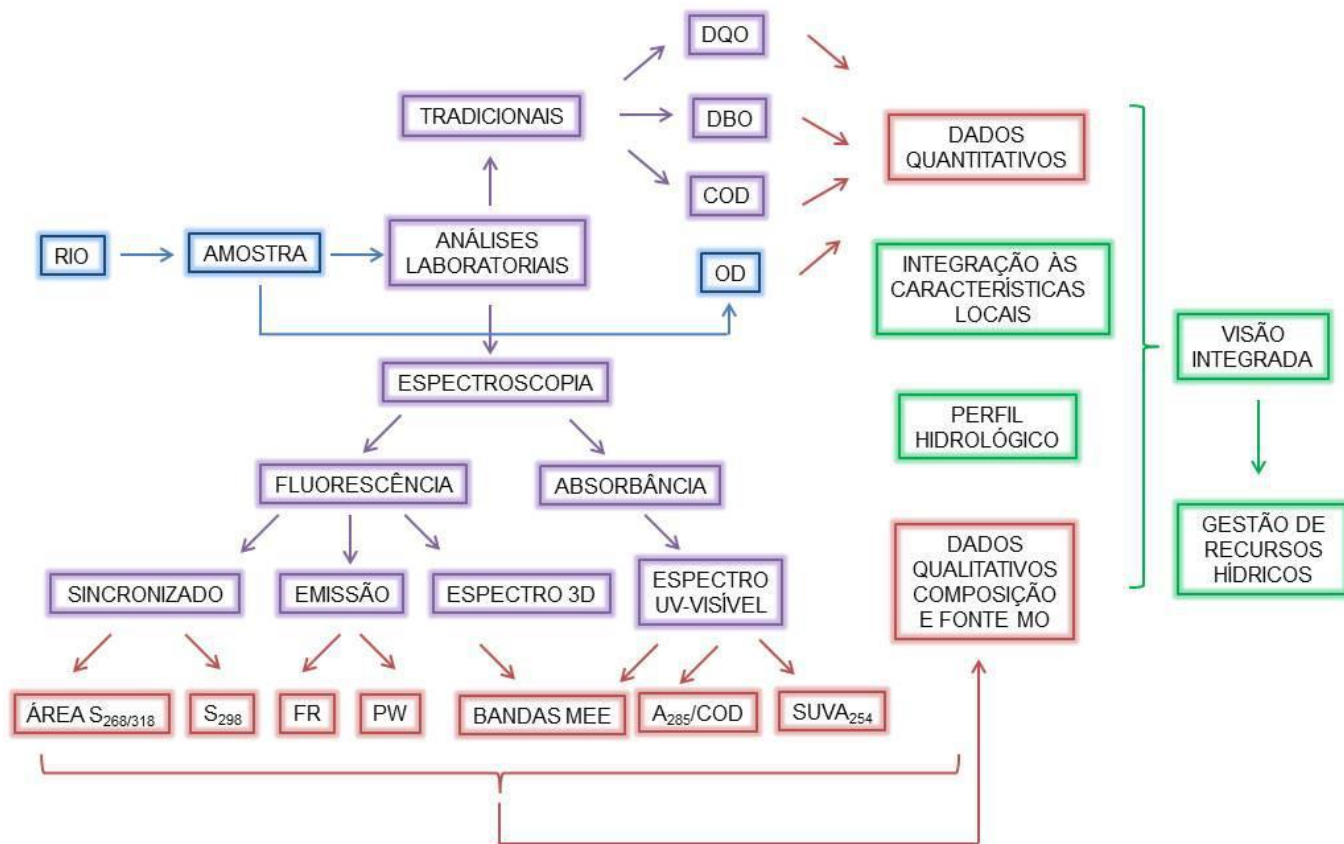 DQO
TRADICIONAIS
DBO
DADOS
QUANTITATIVOS
COD
RIO
AMOSTRA
ANÁLISES
LABORATORIAIS
OD
INTEGRAÇÃO ÀS
CARACTERÍSTICAS
LOCAIS
VISÃO
INTEGRADA
ESPECTROSCOPIA
PERFIL
HIDROLÓGICO
FLUORESCÊNCIA
ABSORBÂNCIA
GESTÃO DE
RECURSOS
HÍDRICOS
DADOS
QUALITATIVOS
COMPOSIÇÃO
E FONTE MO
SINCRONIZADO
EMISSÃO
ESPECTRO 3D
ESPECTRO
UV-VISÍVEL
ÁREA S268/318
S298
FR
PW
BANDAS MEE
A285/COD
SUVA254